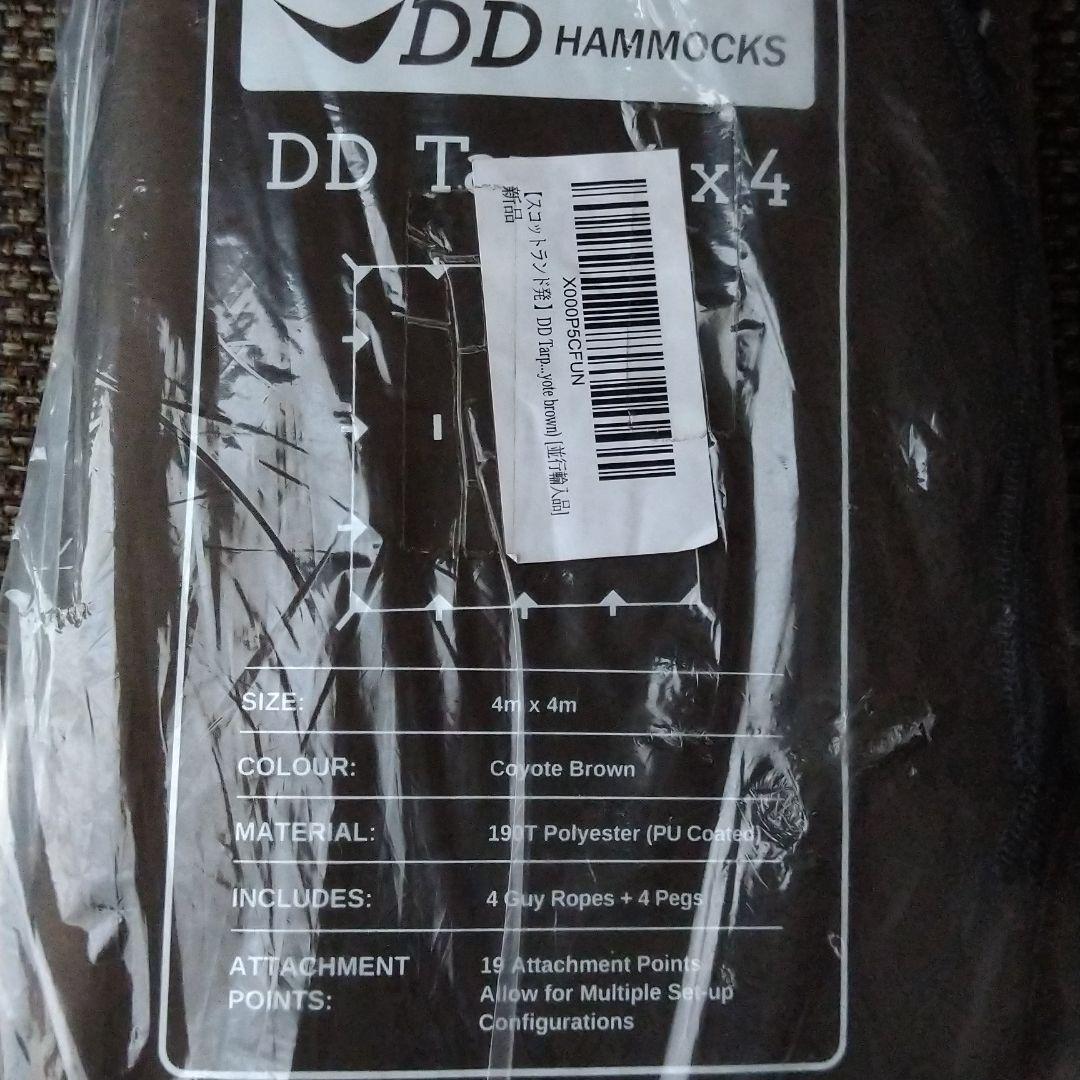 DD HAMMOCKS
DD Ta x 4
X000P5CFUN
【スコットランド発】DD Tarp...yote brown) [並行輸入品]
新品
SIZE: 4m x 4m
COLOUR: Coyote Brown
MATERIAL: 190T Polyester (PU Coated)
INCLUDES: 4 Guy Ropes + 4 Pegs
ATTACHMENT POINTS: 19 Attachment Points
Allow for Multiple Set-up
Configurations